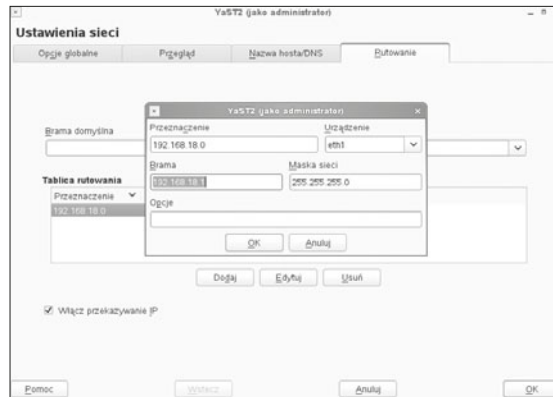 YaST2 (jako administrator)
Ustawienia sieci
Opcje globalne
Przegląd
Nazwa hosta/DNS
Rutowanie
Brama domyślna
Tablica rutowania
Przeznaczenie
192.168.18.0
YaST2 (jako administrator)
Przeznaczenie
Urządzenie
192.168.18.0
eth1
Brama
Maska sieci
192.168.18.1
255.255.255.0
Opcje
OK
Anuluj
Dodaj
Edytuj
Usuń
Włącz przekazywanie IP
Pomoc
Wstecz
Anuluj
OK